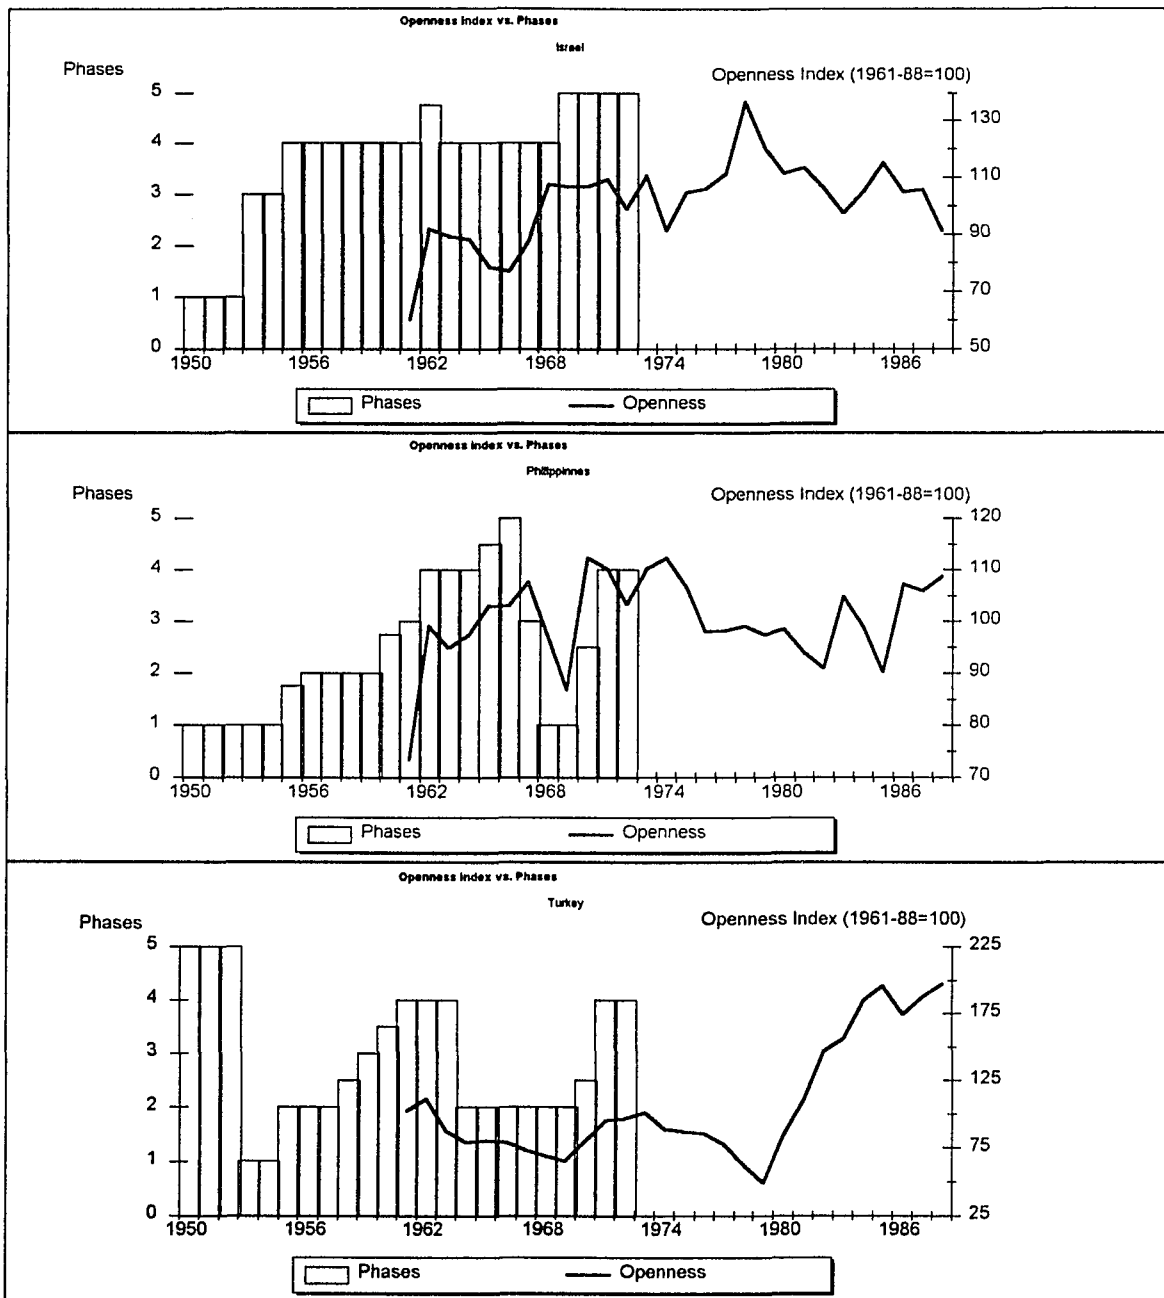 Openness Index vs. Phases
Israel
Phases
Openness Index (1961-88=100)
5
4
3
2
1
0
130
110
90
70
50
1950 1956 1962 1968 1974 1980 1986
Phases Openness
Openness Index vs. Phases
Philippines
Phases
Openness Index (1961-88=100)
5
4
3
2
1
0
120
110
100
90
80
70
1950 1956 1962 1968 1974 1980 1986
Phases Openness
Openness Index vs. Phases
Turkey
Phases
Openness Index (1961-88=100)
5
4
3
2
1
0
225
175
125
75
25
1950 1956 1962 1968 1974 1980 1986
Phases Openness